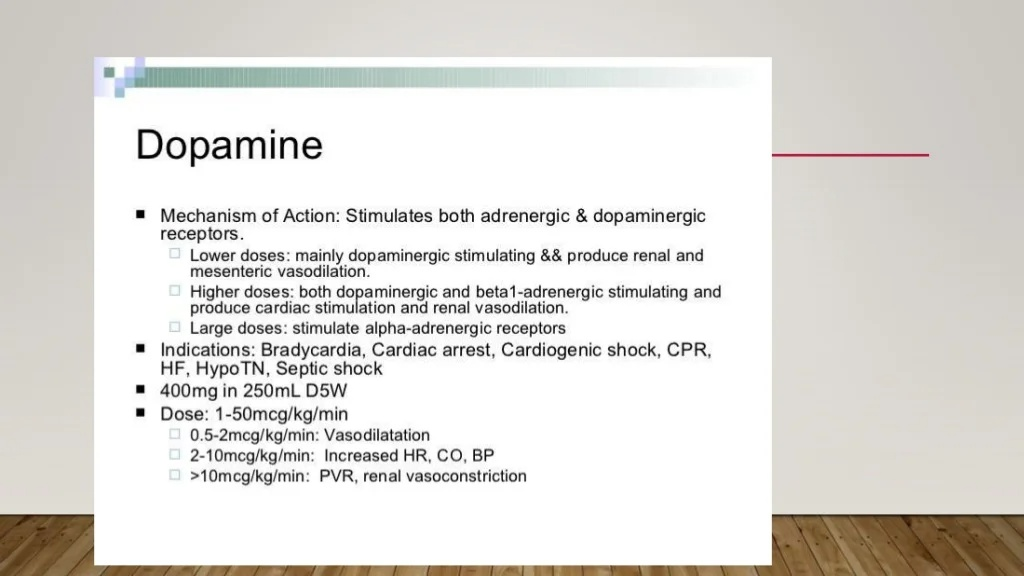 Dopamine
Mechanism of Action: Stimulates both adrenergic & dopaminergic
receptors.
Lower doses: mainly dopaminergic stimulating && produce renal and
mesenteric vasodilation.
Higher doses: both dopaminergic and beta1-adrenergic stimulating and
produce cardiac stimulation and renal vasodilation.
Large doses: stimulate alpha-adrenergic receptors
Indications: Bradycardia, Cardiac arrest, Cardiogenic shock, CPR,
HF, HypoTN, Septic shock
400mg in 250mL D5W
Dose: 1-50mcg/kg/min
0.5-2mcg/kg/min: Vasodilatation
2-10mcg/kg/min: Increased HR, CO, BP
>10mcg/kg/min: PVR, renal vasoconstriction